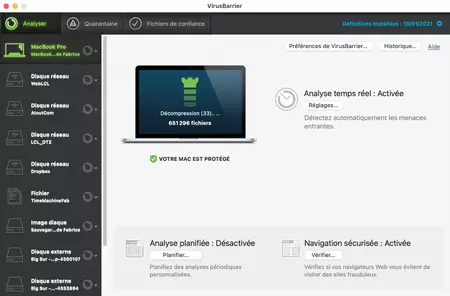 VirusBarrier
Analyser
Quarantaine
Fichiers de confiance
Définitions installées : 19/01/2021
MacBook Pro
MacBook...de Fabrice
Préférences de VirusBarrier...
Historique...
Aide
Disque réseau
WebLCL
Disque réseau
AtoutCom
Disque réseau
LCL_DTZ
Disque réseau
Dropbox
Fichier
TimeMachineFab
Image disque
Sauvegar...de Fabrice
Disque externe
Big Sur -...p-4560107
Disque externe
Big Sur ...-4553894
Décompression (33)... ..
651 296 fichiers
VOTRE MAC EST PROTÉGÉ
Analyse temps réel : Activée
Réglages...
Détectez automatiquement les menaces
entrantes.
Analyse planifiée : Désactivée
Planifier...
Planifiez des analyses périodiques
personnalisées.
Navigation sécurisée : Activée
Vérifier...
Vérifiez si vos navigateurs Web vous évitent de
visiter des sites fraduleux.